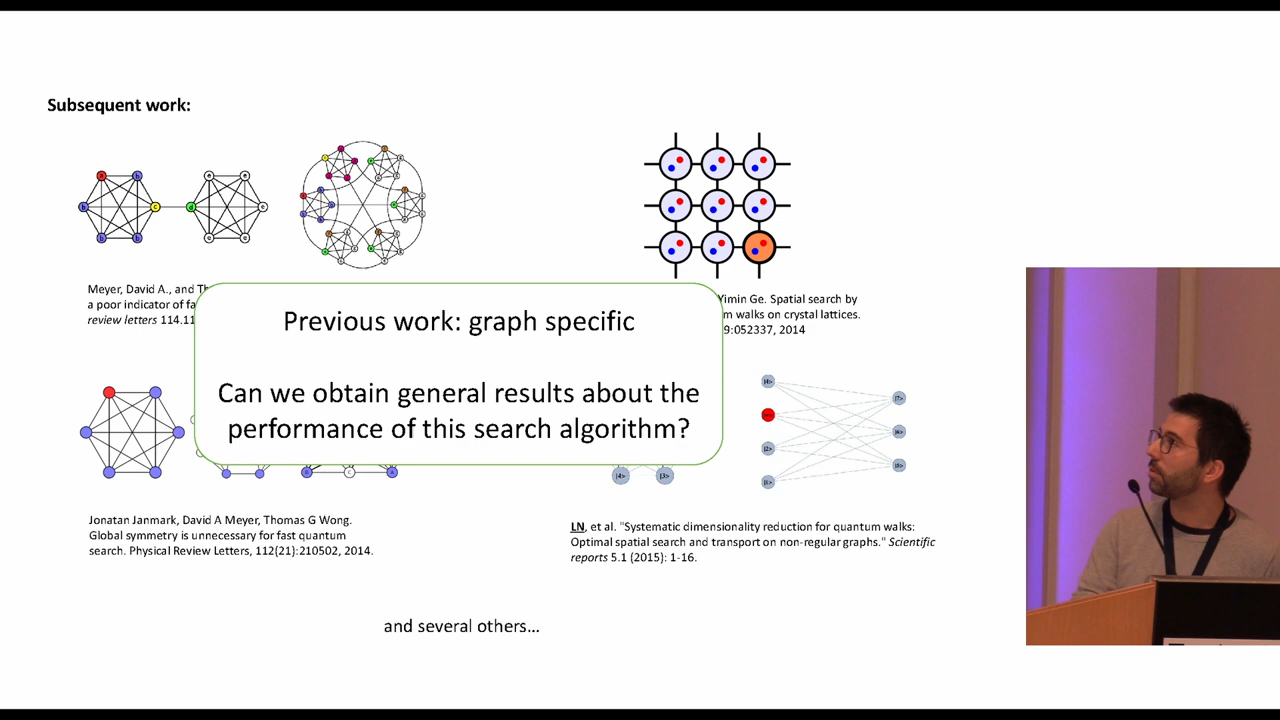 Subsequent work:
Meyer, David A., and Th
a poor indicator of fa
review letters 114.11
Yimin Ge. Spatial search by
m walks on crystal lattices.
9:052337, 2014
Previous work: graph specific
Can we obtain general results about the
performance of this search algorithm?
Jonatan Janmark, David A Meyer, Thomas G Wong.
Global symmetry is unnecessary for fast quantum
search. Physical Review Letters, 112(21):210502, 2014.
LN, et al. "Systematic dimensionality reduction for quantum walks:
Optimal spatial search and transport on non-regular graphs." Scientific
reports 5.1 (2015): 1-16.
and several others...